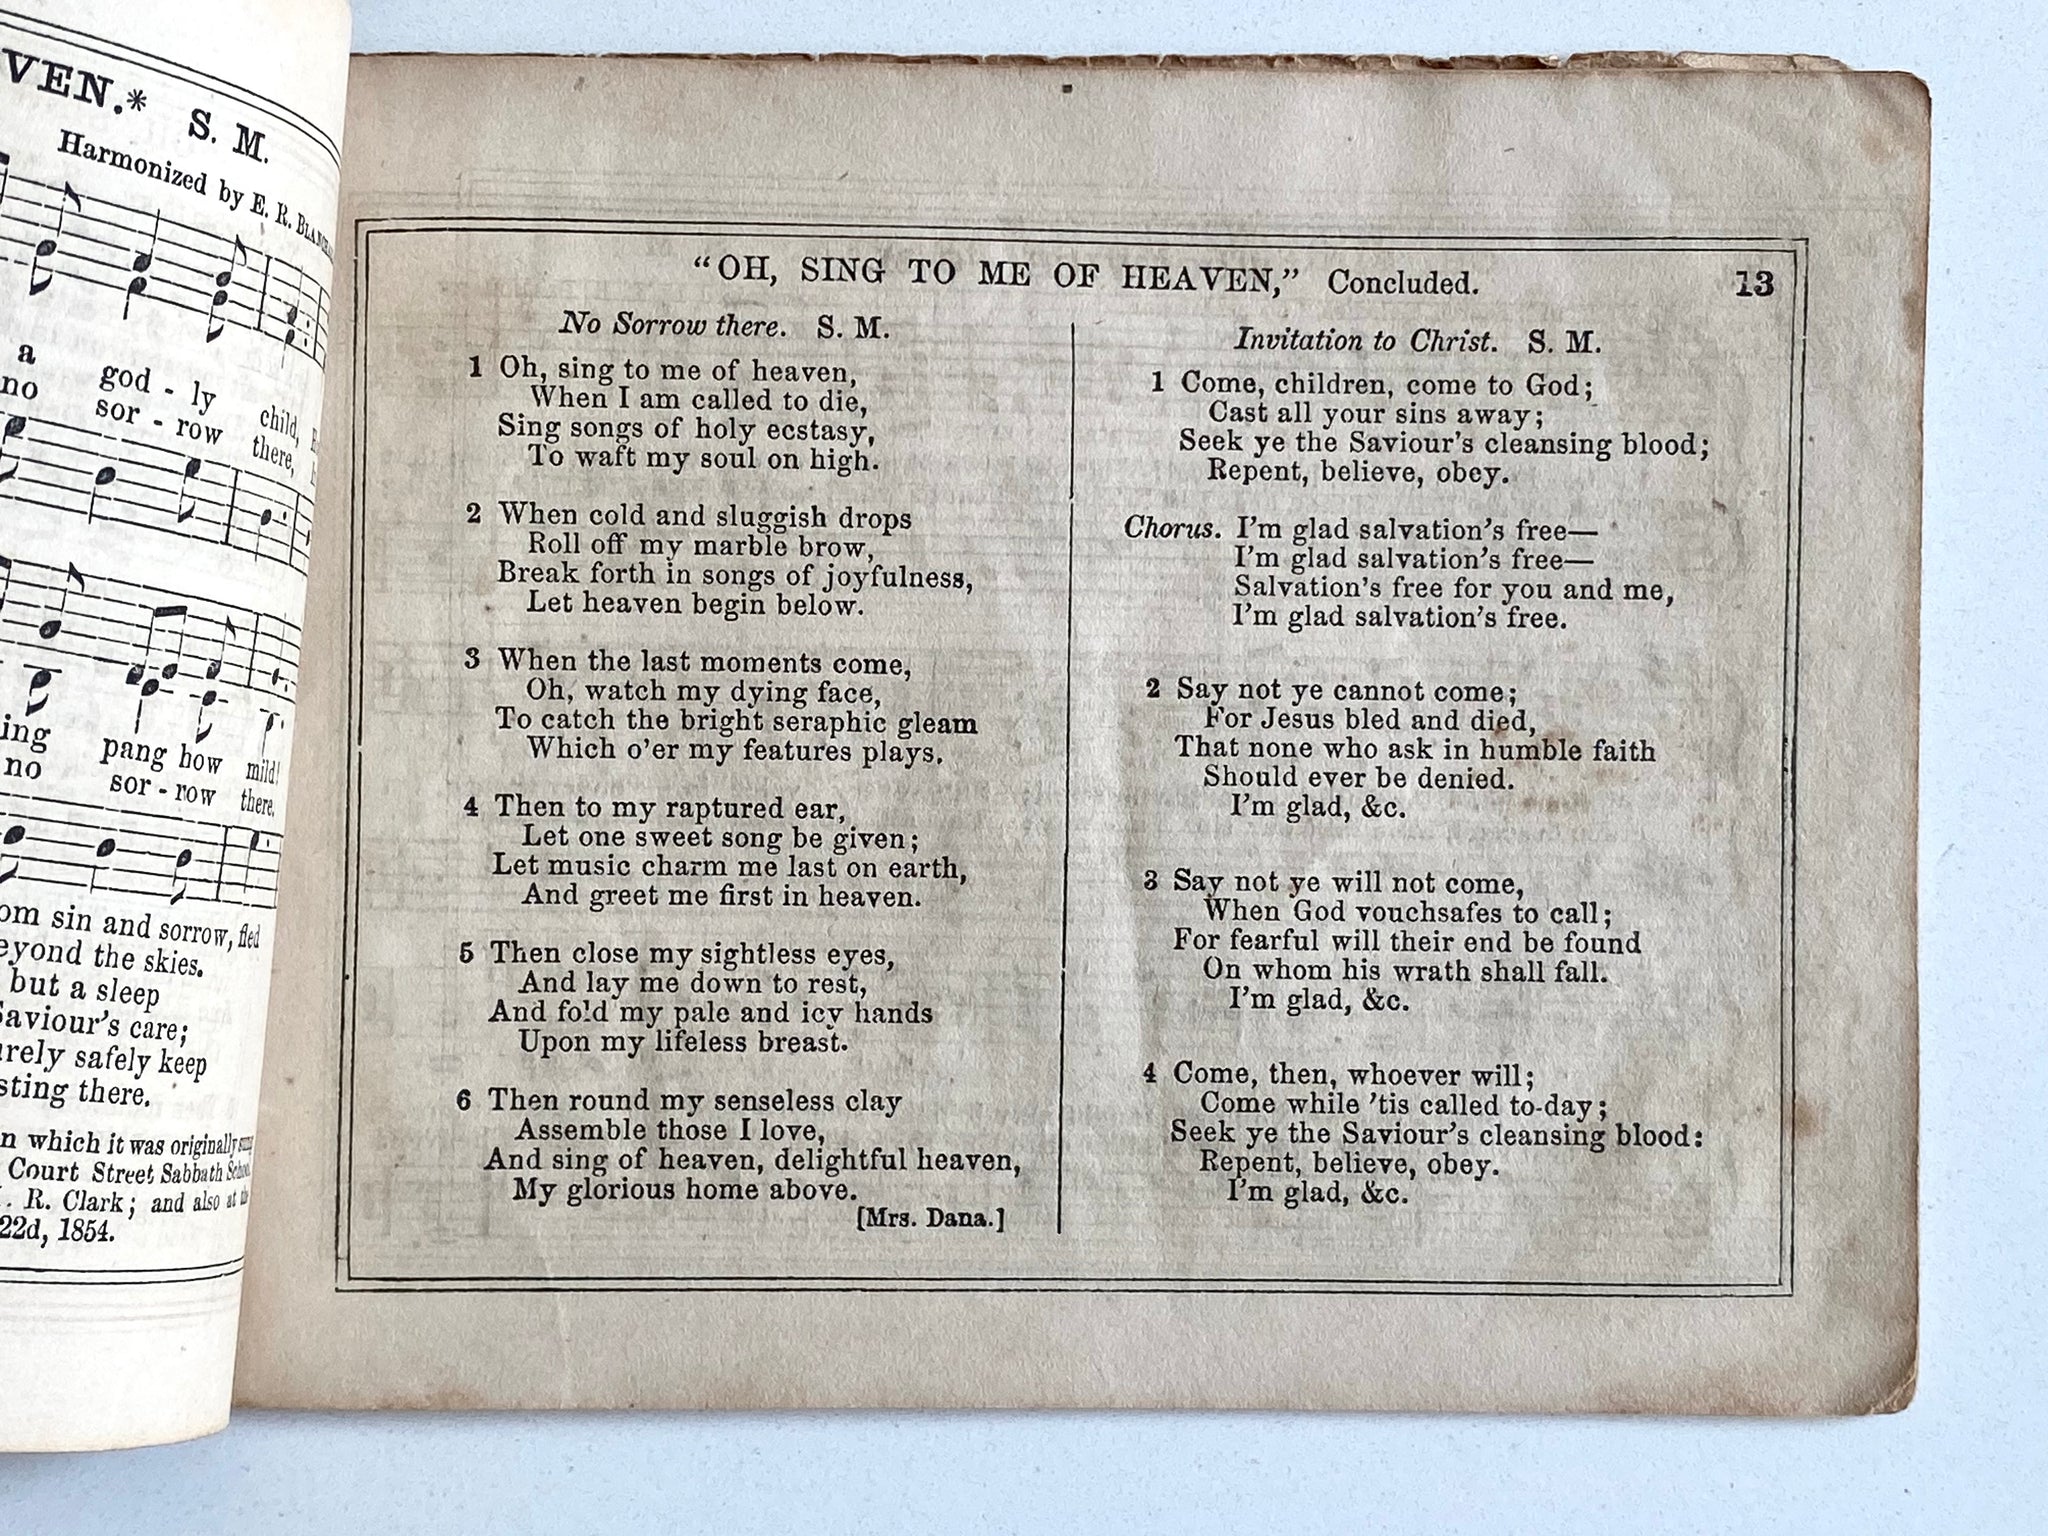 VEN.* S. M.
Harmonized by E. R.
a god - ly child,
no sor - row there,
ing pang how mild!
no sor - row there.
om sin and sorrow, fled
eyond the skies.
but a sleep
Saviour's care;
urely safely keep
sting there.
n which it was originally sung
Court Street Sabbath School
R. Clark; and also at the
22d, 1854.
"OH, SING TO ME OF HEAVEN," Concluded. 13
No Sorrow there. S. M.
1 Oh, sing to me of heaven,
When I am called to die,
Sing songs of holy ecstasy,
To waft my soul on high.
2 When cold and sluggish drops
Roll off my marble brow,
Break forth in songs of joyfulness,
Let heaven begin below.
3 When the last moments come,
Oh, watch my dying face,
To catch the bright seraphic gleam
Which o'er my features plays.
4 Then to my raptured ear,
Let one sweet song be given;
Let music charm me last on earth,
And greet me first in heaven.
5 Then close my sightless eyes,
And lay me down to rest,
And fold my pale and icy hands
Upon my lifeless breast.
6 Then round my senseless clay
Assemble those I love,
And sing of heaven, delightful heaven,
My glorious home above.
[Mrs. Dana.]
Invitation to Christ. S. M.
1 Come, children, come to God;
Cast all your sins away;
Seek ye the Saviour's cleansing blood;
Repent, believe, obey.
Chorus. I'm glad salvation's free—
I'm glad salvation's free—
Salvation's free for you and me,
I'm glad salvation's free.
2 Say not ye cannot come;
For Jesus bled and died,
That none who ask in humble faith
Should ever be denied.
I'm glad, &c.
3 Say not ye will not come,
When God vouchsafes to call;
For fearful will their end be found
On whom his wrath shall fall.
I'm glad, &c.
4 Come, then, whoever will;
Come while 'tis called to-day;
Seek ye the Saviour's cleansing blood:
Repent, believe, obey.
I'm glad, &c.